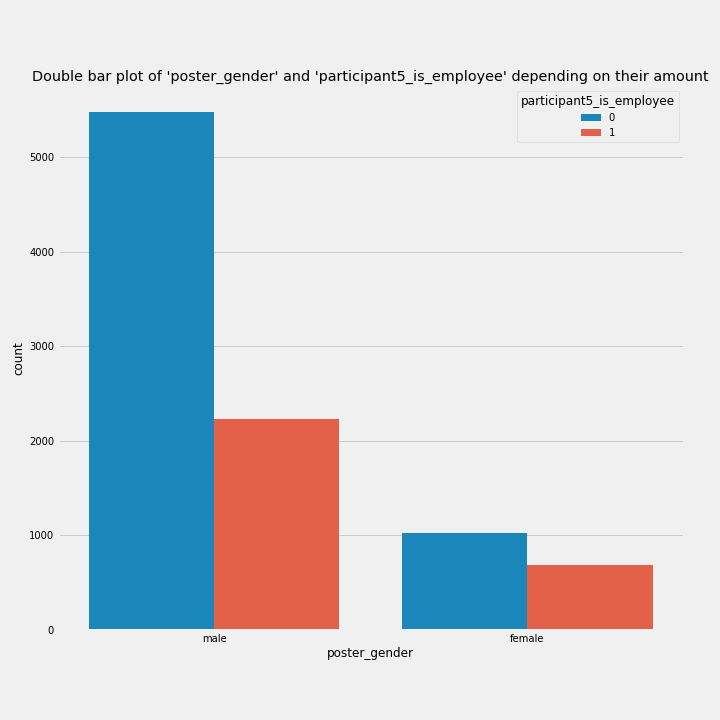 Double bar plot of 'poster_gender' and 'participant5_is_employee' depending on their amount
participant5_is_employee
0
1
5000
4000
3000
2000
1000
0
count
male
female
poster_gender